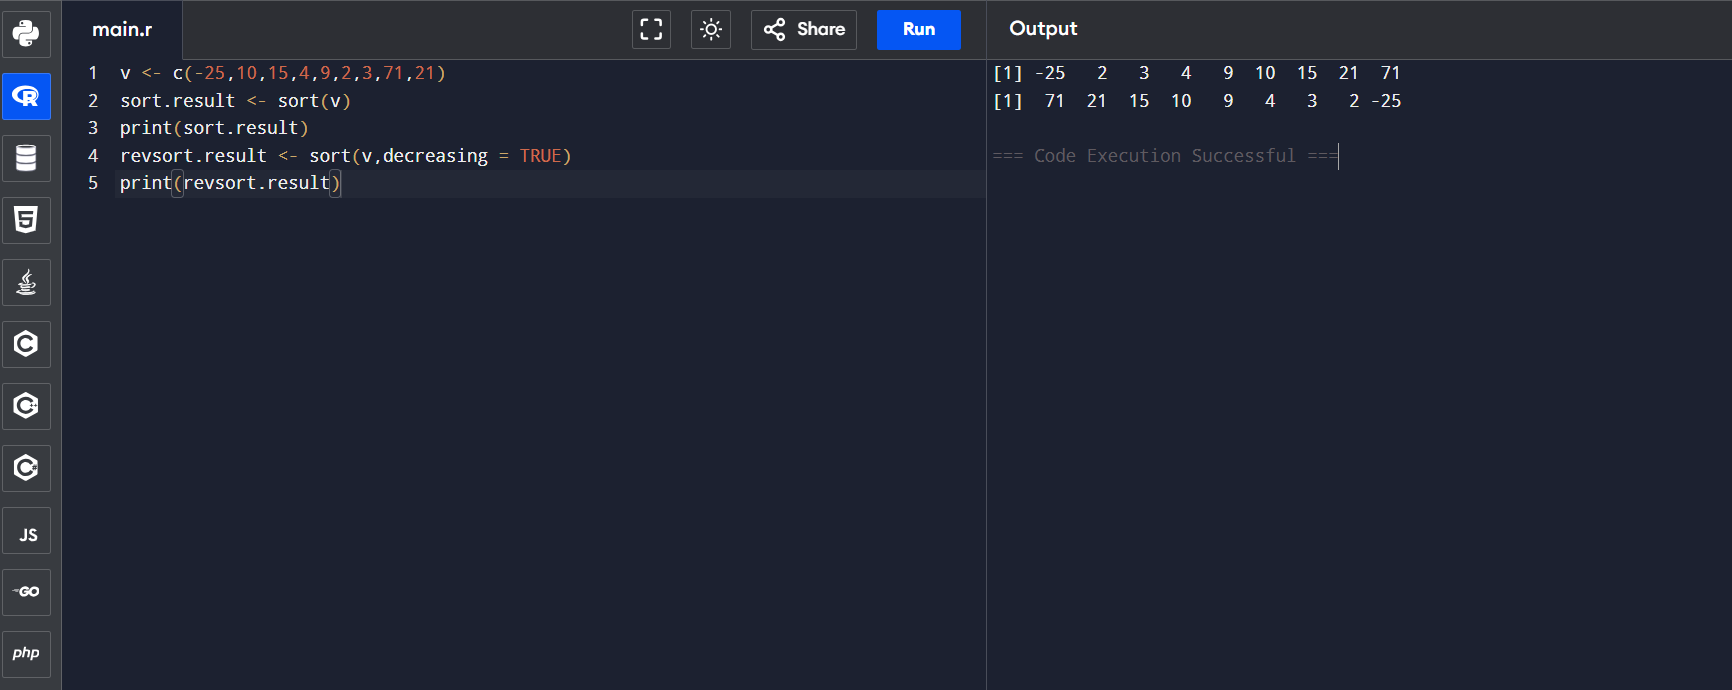 main.r
Share
Run
Output
1 v <- c(-25,10,15,4,9,2,3,71,21)
2 sort.result <- sort(v)
3 print(sort.result)
4 revsort.result <- sort(v,decreasing = TRUE)
5 print(revsort.result)
[1] -25   2   3   4   9  10  15  21  71
[1]  71  21  15  10   9   4   3   2 -25
=== Code Execution Successful ===
R
5
C
C++
C#
JS
GO
php